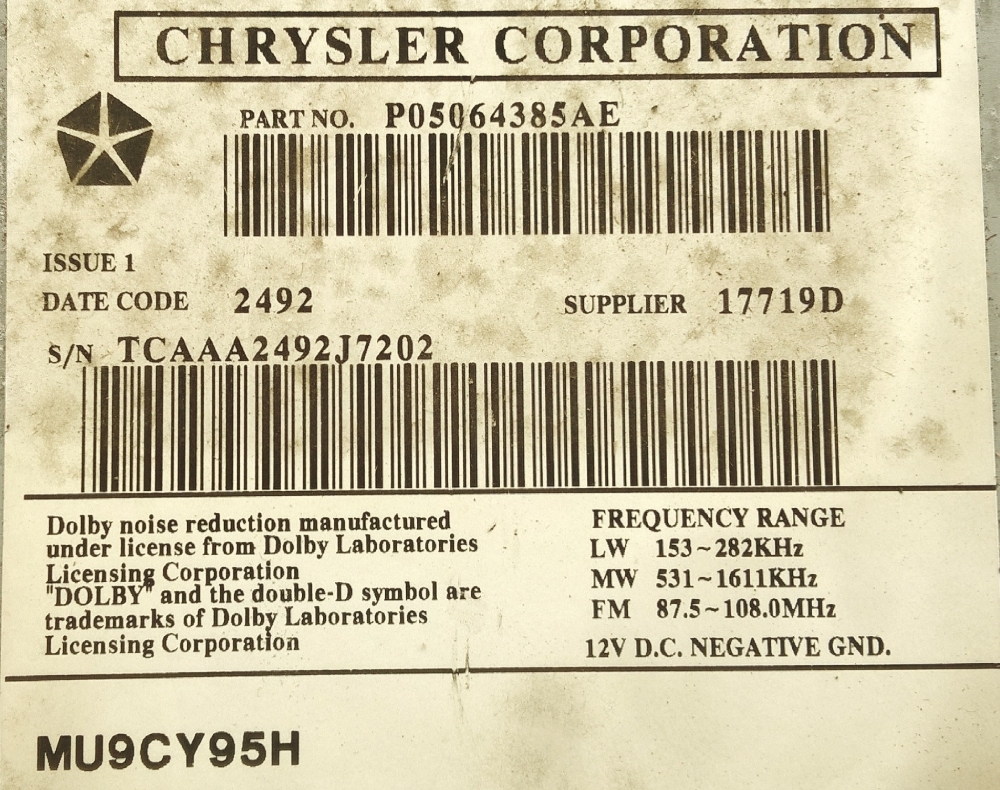 CHRYSLER CORPORATION
PART NO. P05064385AE
ISSUE 1
DATE CODE 2492 SUPPLIER 17719D
S/N TCAAA2492J7202
Dolby noise reduction manufactured
under license from Dolby Laboratories
Licensing Corporation
"DOLBY" and the double-D symbol are
trademarks of Dolby Laboratories
Licensing Corporation
FREQUENCY RANGE
LW 153~282KHz
MW 531~1611KHz
FM 87.5~108.0MHz
12V D.C. NEGATIVE GND.
MU9CY95H